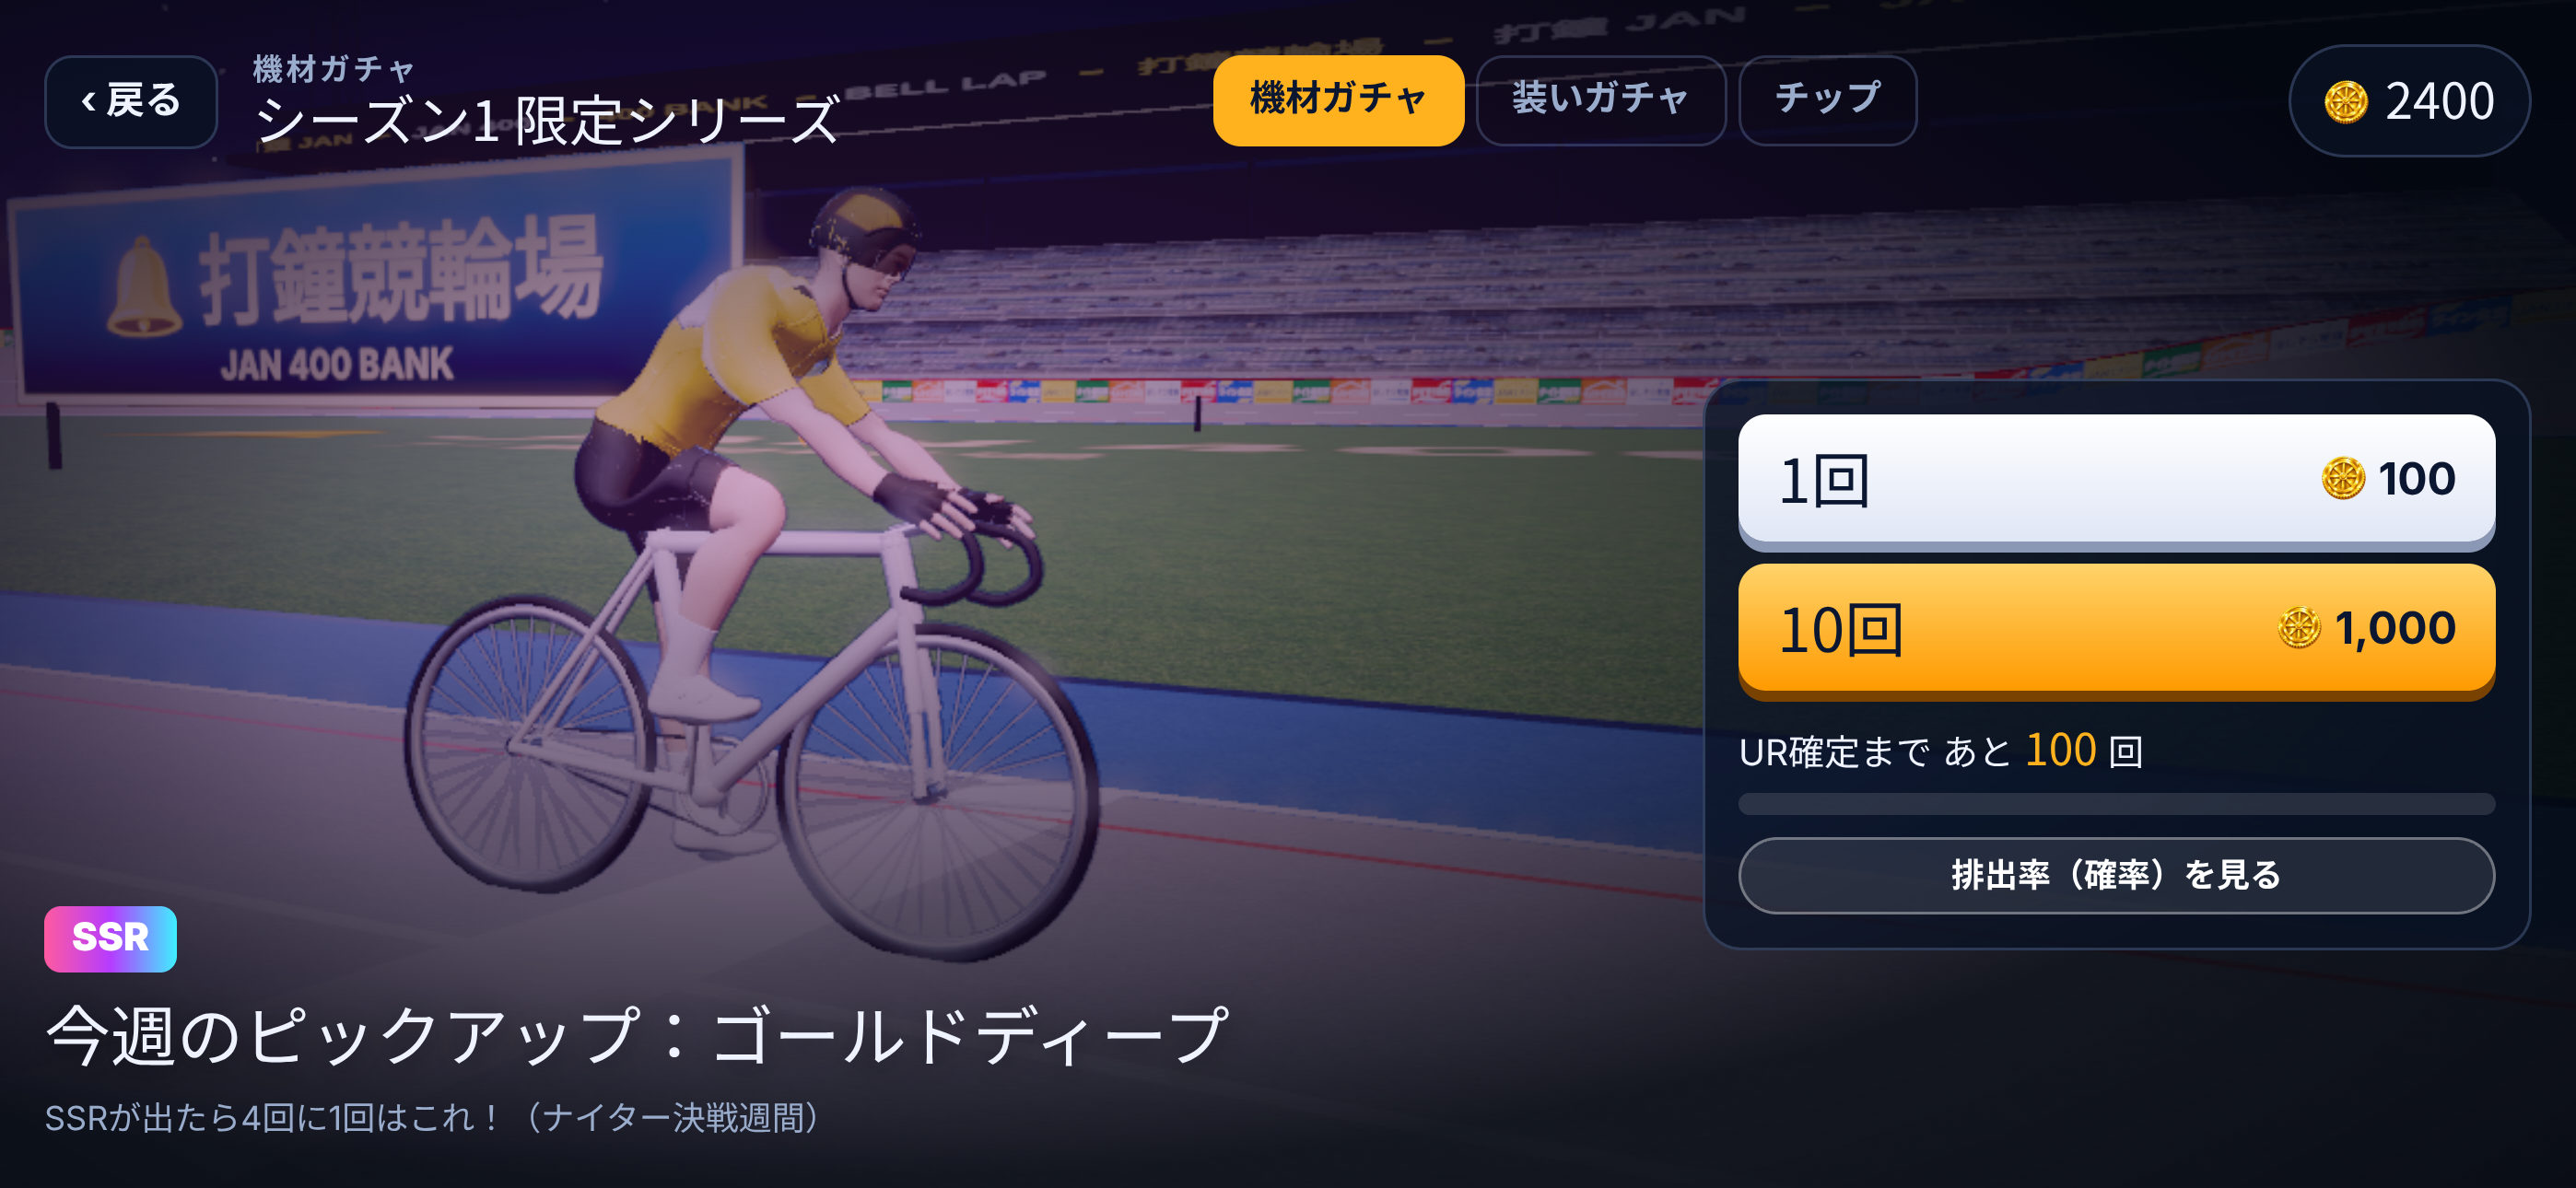 ‹ 戻る
機材ガチャ
シーズン1 限定シリーズ
機材ガチャ
装いガチャ
チップ
2400
打鐘 JAN
BELL LAP
打鐘競輪場
JAN 400 BANK
1回
100
10回
1,000
UR確定まで あと 100 回
排出率（確率）を見る
SSR
今週のピックアップ：ゴールドディープ
SSRが出たら4回に1回はこれ！（ナイター決戦週間）